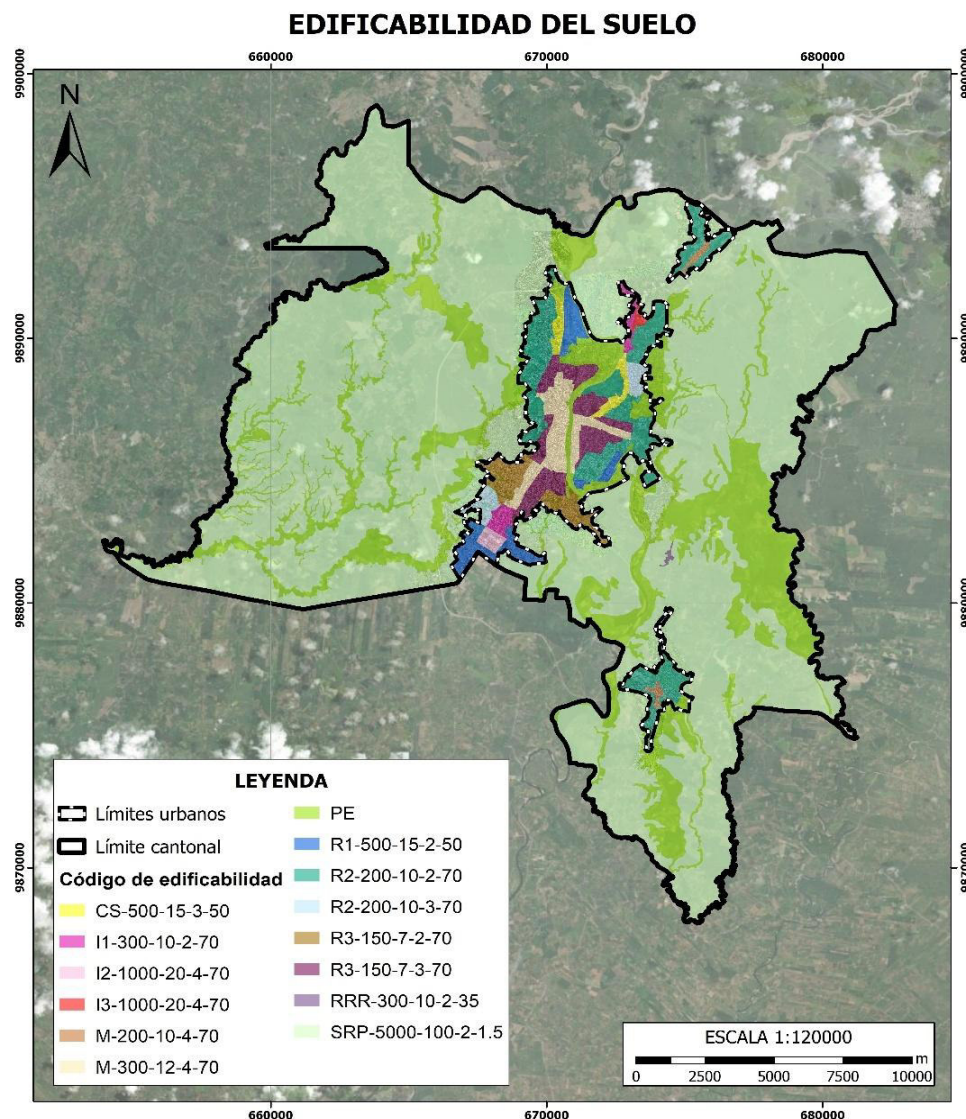 EDIFICABILIDAD DEL SUELO
660000 670000 680000
9900000 9900000
N
9890000 9890000
9880000 9880000
9870000 9870000
LEYENDA
Límites urbanos
Límite cantonal
Código de edificabilidad
CS-500-15-3-50
I1-300-10-2-70
I2-1000-20-4-70
I3-1000-20-4-70
M-200-10-4-70
M-300-12-4-70
PE
R1-500-15-2-50
R2-200-10-2-70
R2-200-10-3-70
R3-150-7-2-70
R3-150-7-3-70
RRR-300-10-2-35
SRP-5000-100-2-1.5
ESCALA 1:120000
m
0 2500 5000 7500 10000
660000 670000 680000